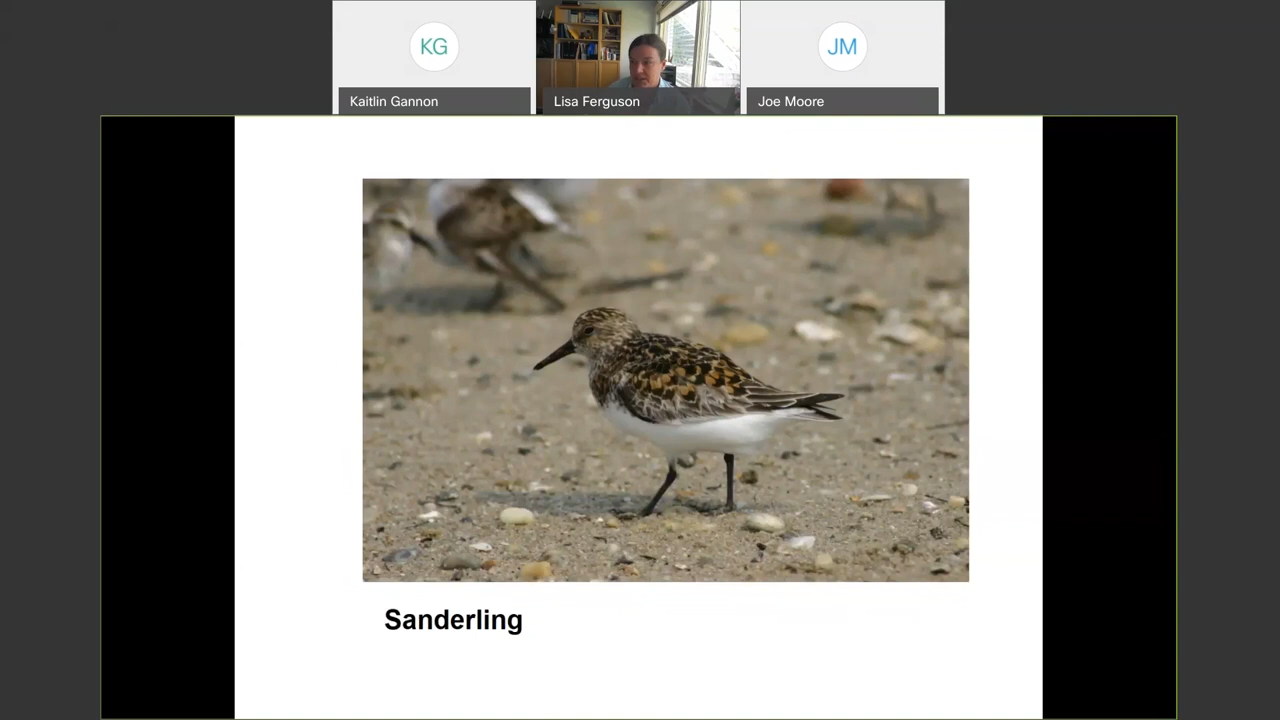 KG
JM
Kaitlin Gannon
Lisa Ferguson
Joe Moore
Sanderling